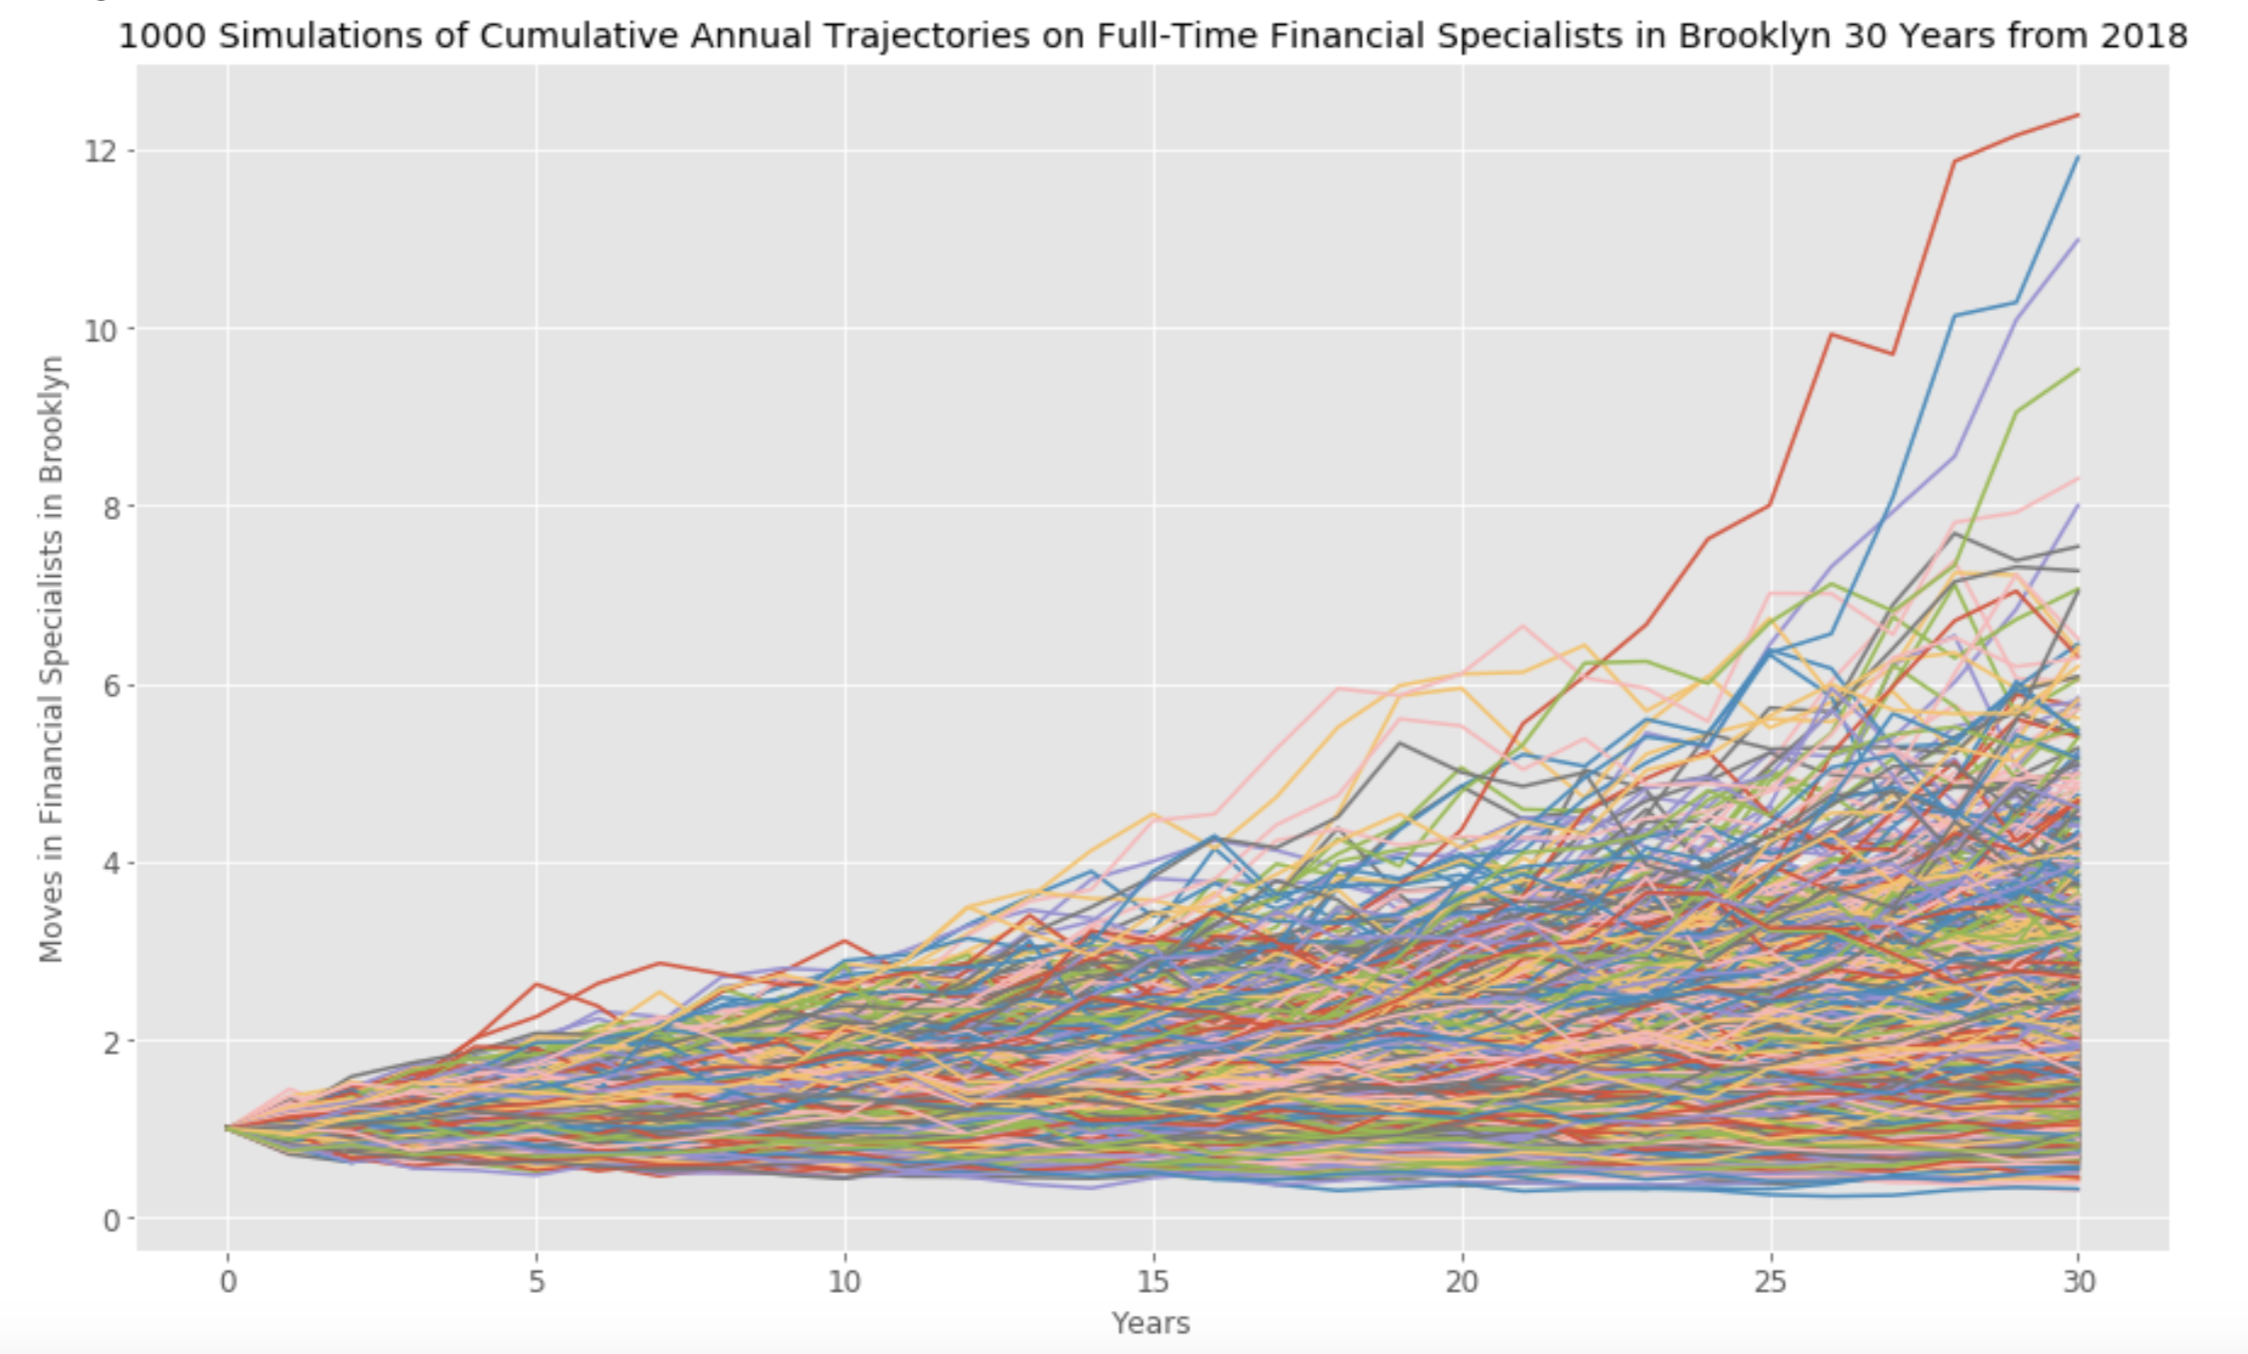 1000 Simulations of Cumulative Annual Trajectories on Full-Time Financial Specialists in Brooklyn 30 Years from 2018
Moves in Financial Specialists in Brooklyn
12
10
8
6
4
2
0
0 5 10 15 20 25 30
Years